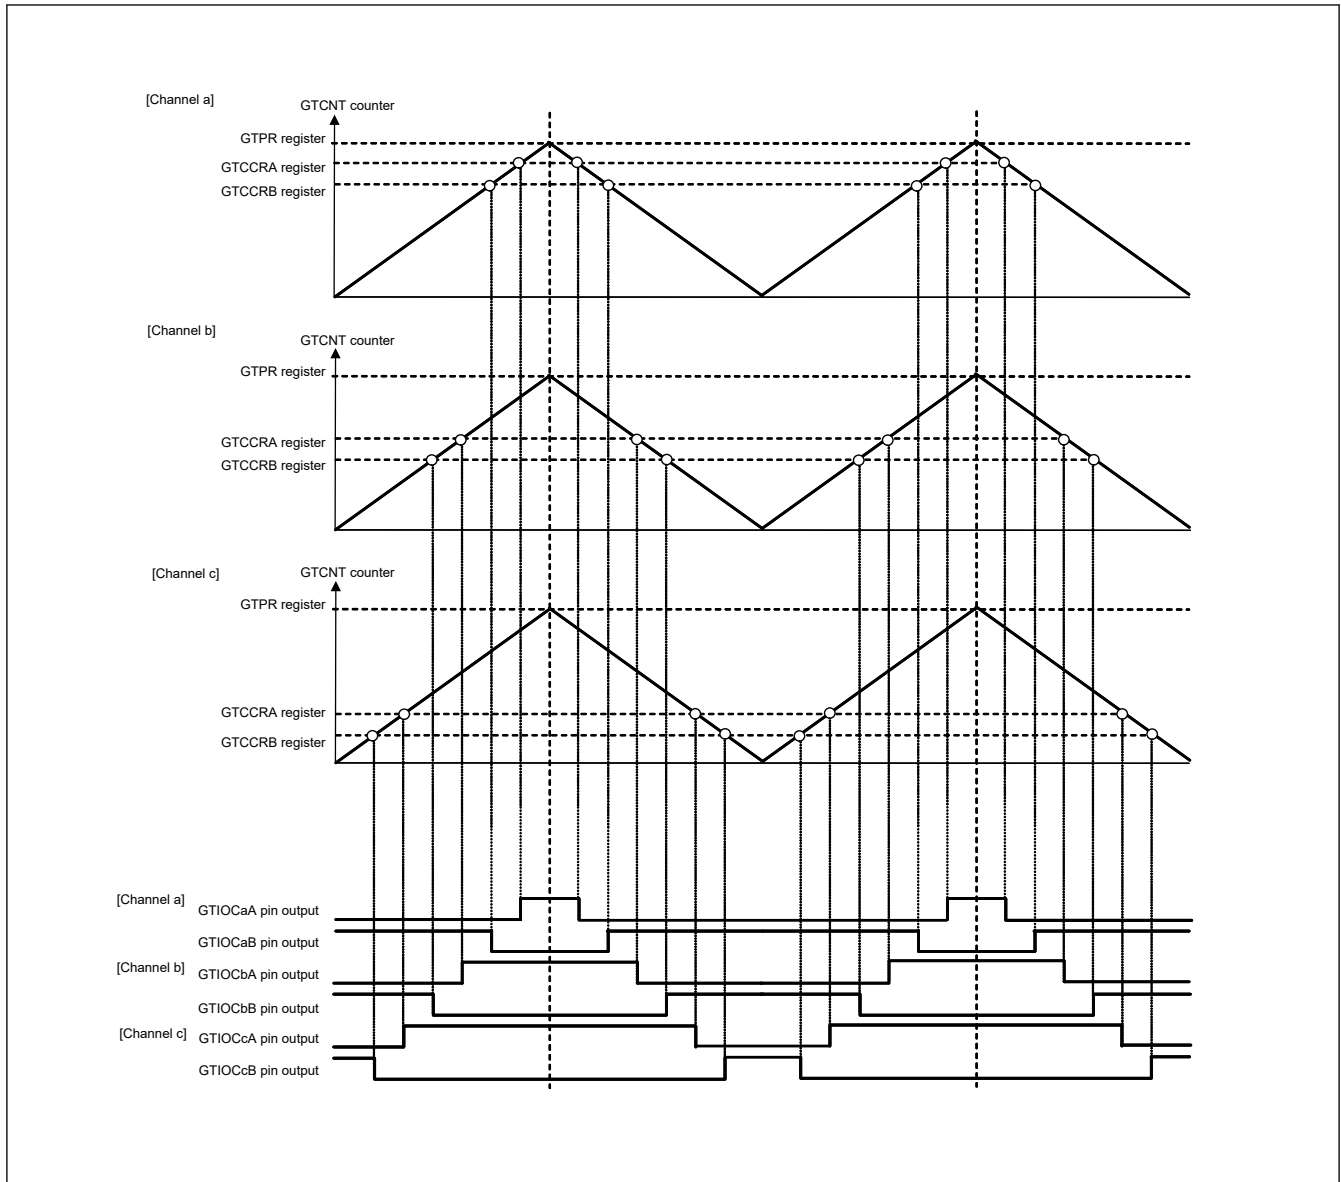 [Channel a]
GTCNT counter
GTPR register
GTCCRA register
GTCCRB register
[Channel b]
GTCNT counter
GTPR register
GTCCRA register
GTCCRB register
[Channel c]
GTCNT counter
GTPR register
GTCCRA register
GTCCRB register
[Channel a]
GTIOCaA pin output
GTIOCaB pin output
[Channel b]
GTIOCbA pin output
GTIOCbB pin output
[Channel c]
GTIOCcA pin output
GTIOCcB pin output